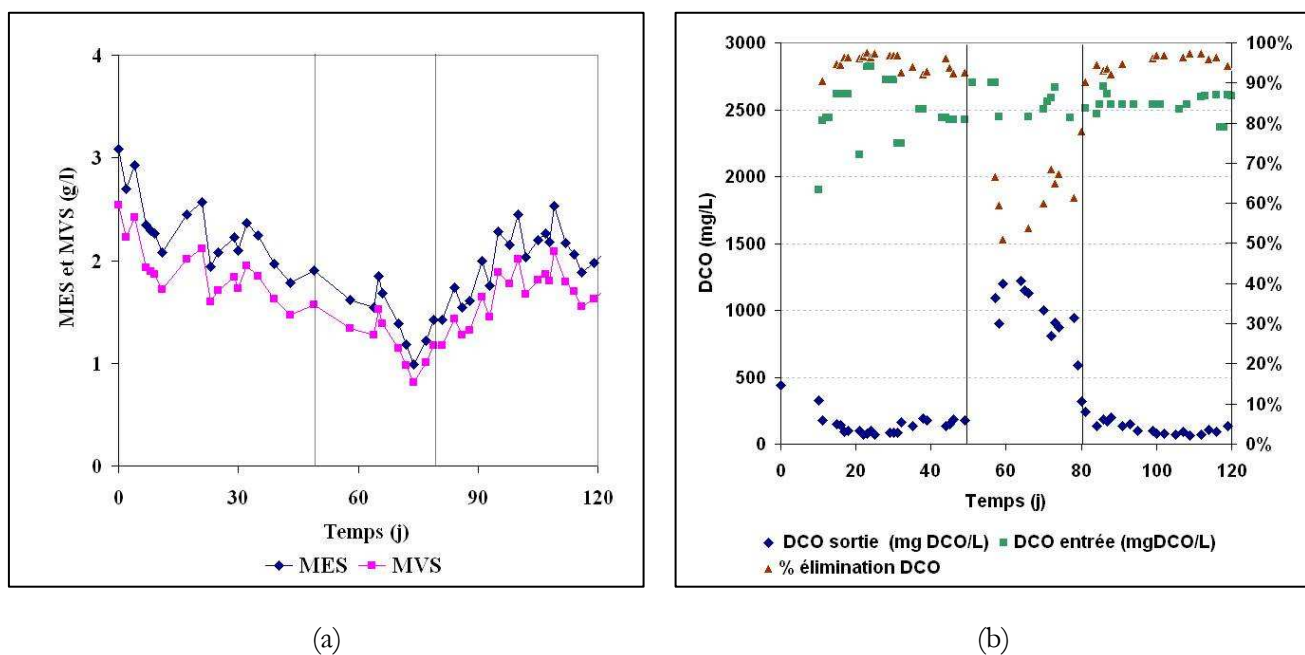 4
3
2
1
0
MES et MVS (g/l)
0 30 60 90 120
Temps (j)
MES MVS
(a)
3000
2500
2000
1500
1000
500
0
DCO (mg/L)
100%
90%
80%
70%
60%
50%
40%
30%
20%
10%
0%
0 20 40 60 80 100 120
Temps (j)
DCO sortie (mg DCO/L) DCO entrée (mgDCO/L)
% élimination DCO
(b)